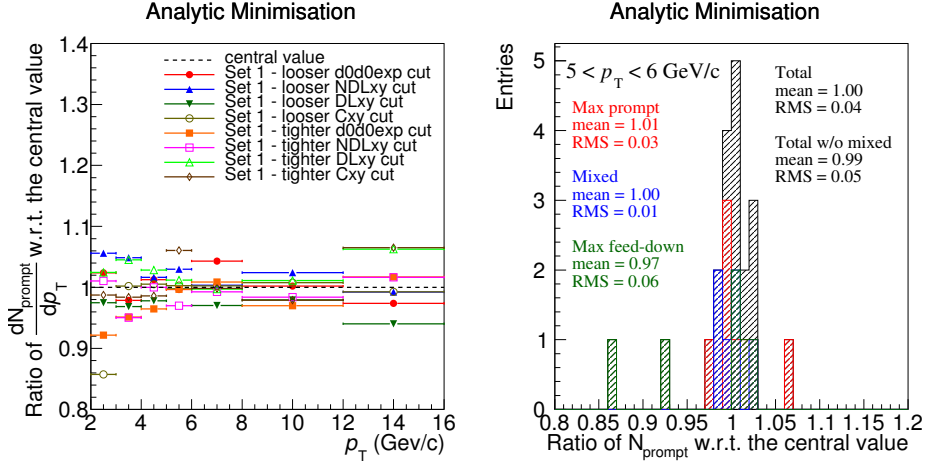 Analytic Minimisation
Ratio of dN_prompt/dp_T w.r.t. the central value
1.4
1.3
1.2
1.1
1
0.9
0.8
central value
Set 1 - looser d0d0exp cut
Set 1 - looser NDLxy cut
Set 1 - looser DLxy cut
Set 1 - looser Cxy cut
Set 1 - tighter d0d0exp cut
Set 1 - tighter NDLxy cut
Set 1 - tighter DLxy cut
Set 1 - tighter Cxy cut
2 4 6 8 10 12 14 16
p_T (Gev/c)
Analytic Minimisation
Entries
5
4
3
2
1
0
5 < p_T < 6 GeV/c
Max prompt
mean = 1.01
RMS = 0.03
Mixed
mean = 1.00
RMS = 0.01
Max feed-down
mean = 0.97
RMS = 0.06
Total
mean = 1.00
RMS = 0.04
Total w/o mixed
mean = 0.99
RMS = 0.05
0.8 0.85 0.9 0.95 1 1.05 1.1 1.15 1.2
Ratio of N_prompt w.r.t. the central value